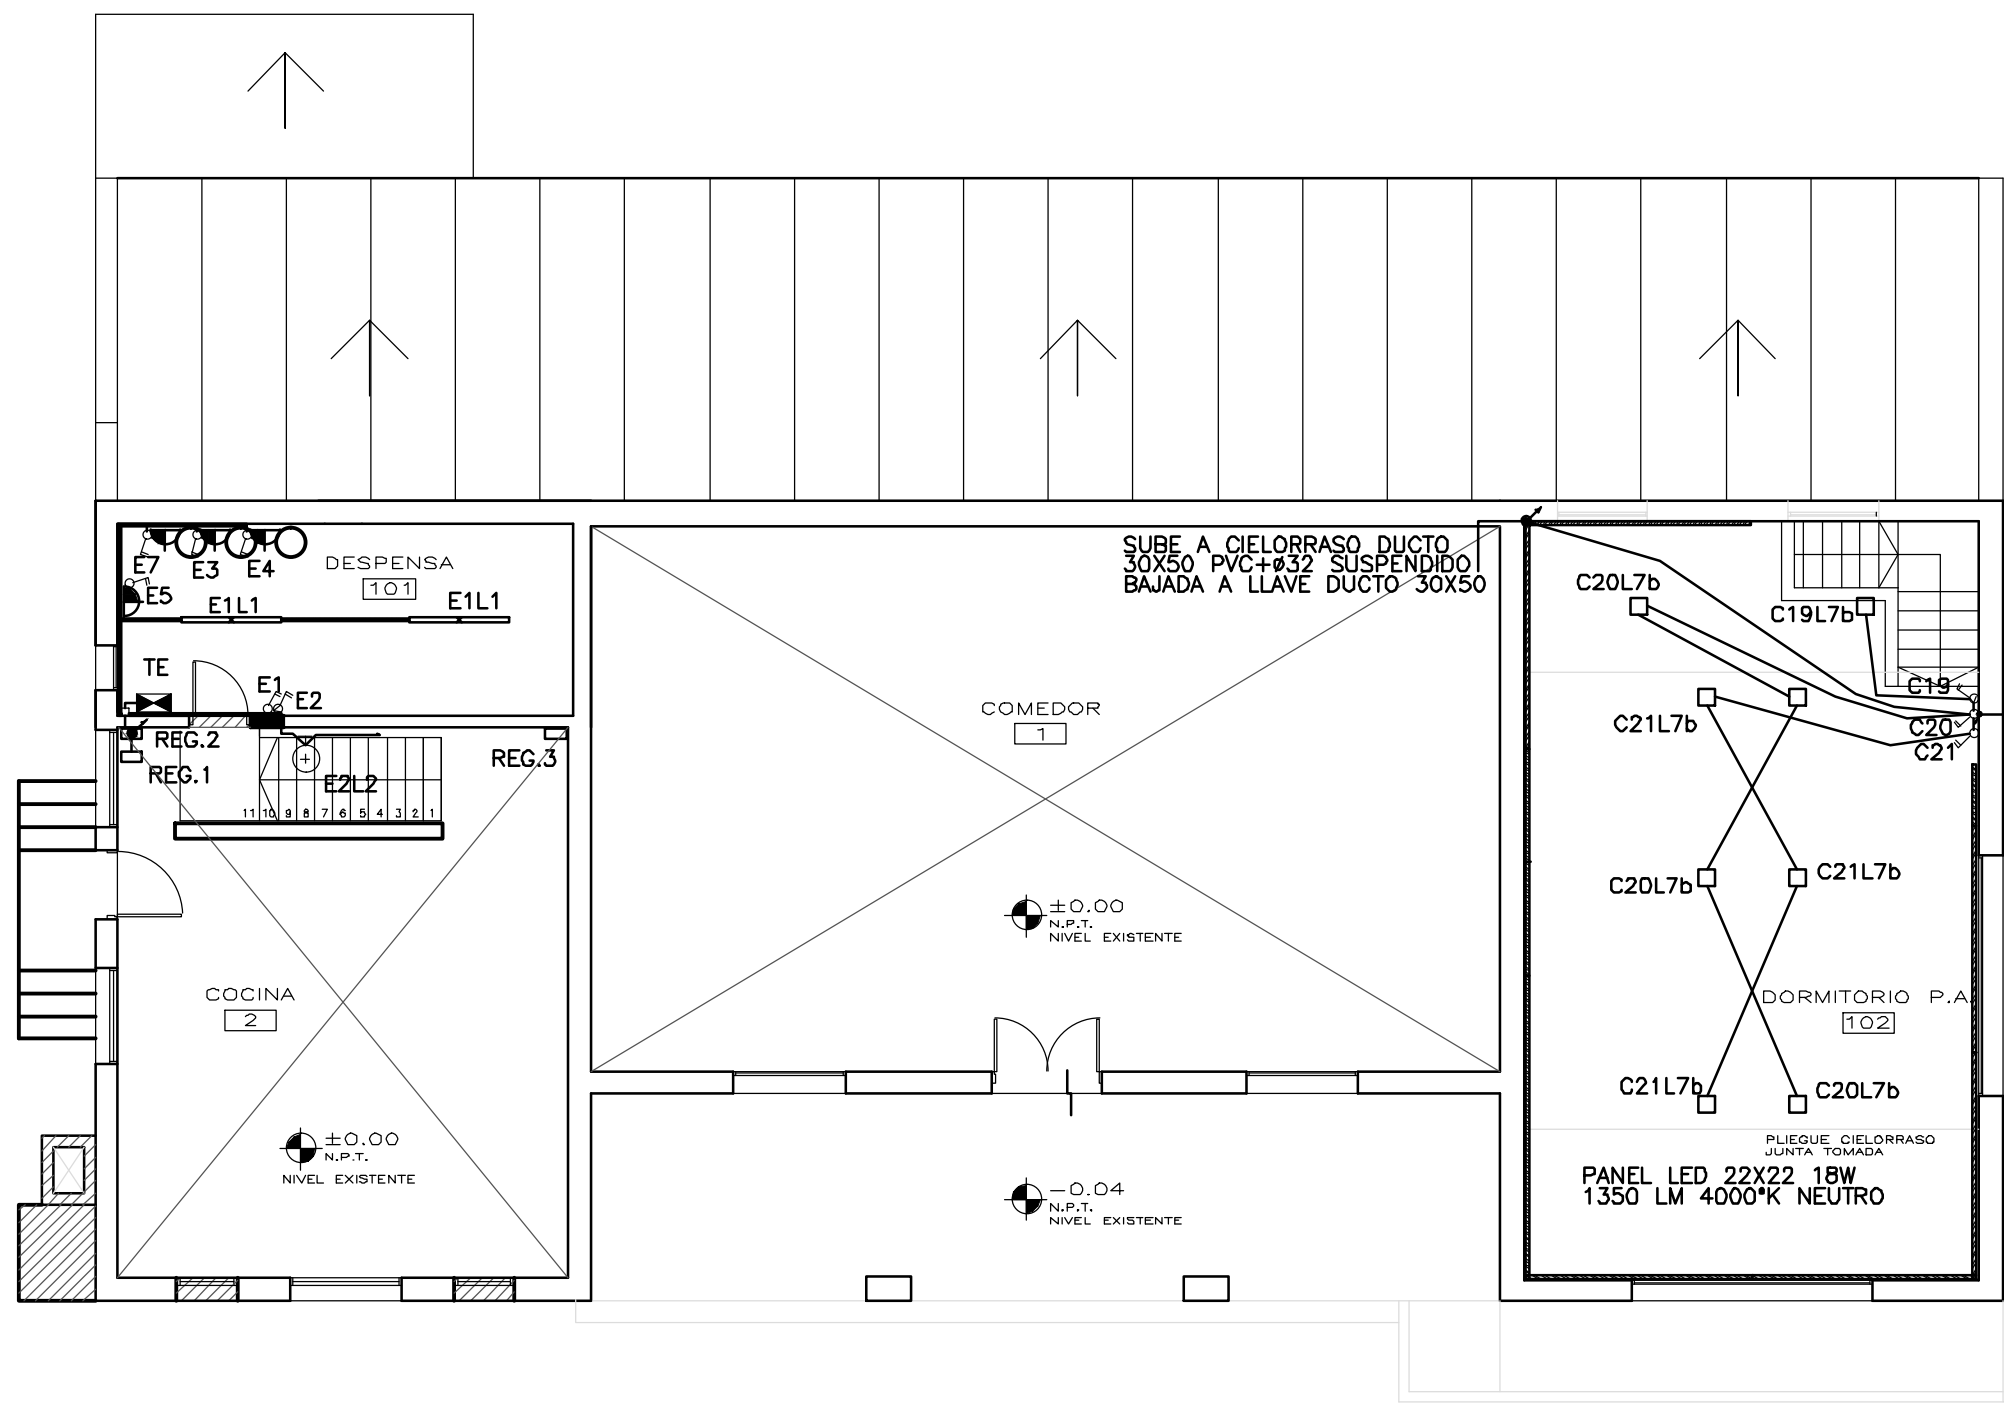 SUBE A CIELORRASO DUCTO
30X50 PVC+ø32 SUSPENDIDO
BAJADA A LLAVE DUCTO 30X50
E7
E3
E4
DESPENSA
101
E5
E1L1
E1L1
TE
E1
E2
REG.2
REG.1
REG.3
E2L2
11 10 9 8 7 6 5 4 3 2 1
COCINA
2
±0.00
N.P.T.
NIVEL EXISTENTE
COMEDOR
1
±0.00
N.P.T.
NIVEL EXISTENTE
-0.04
N.P.T.
NIVEL EXISTENTE
C20L7b
C19L7b
C19
C20
C21
C21L7b
C20L7b
C21L7b
DORMITORIO P.A.
102
C21L7b
C20L7b
PLIEGUE CIELORRASO
JUNTA TOMADA
PANEL LED 22X22 18W
1350 LM 4000°K NEUTRO